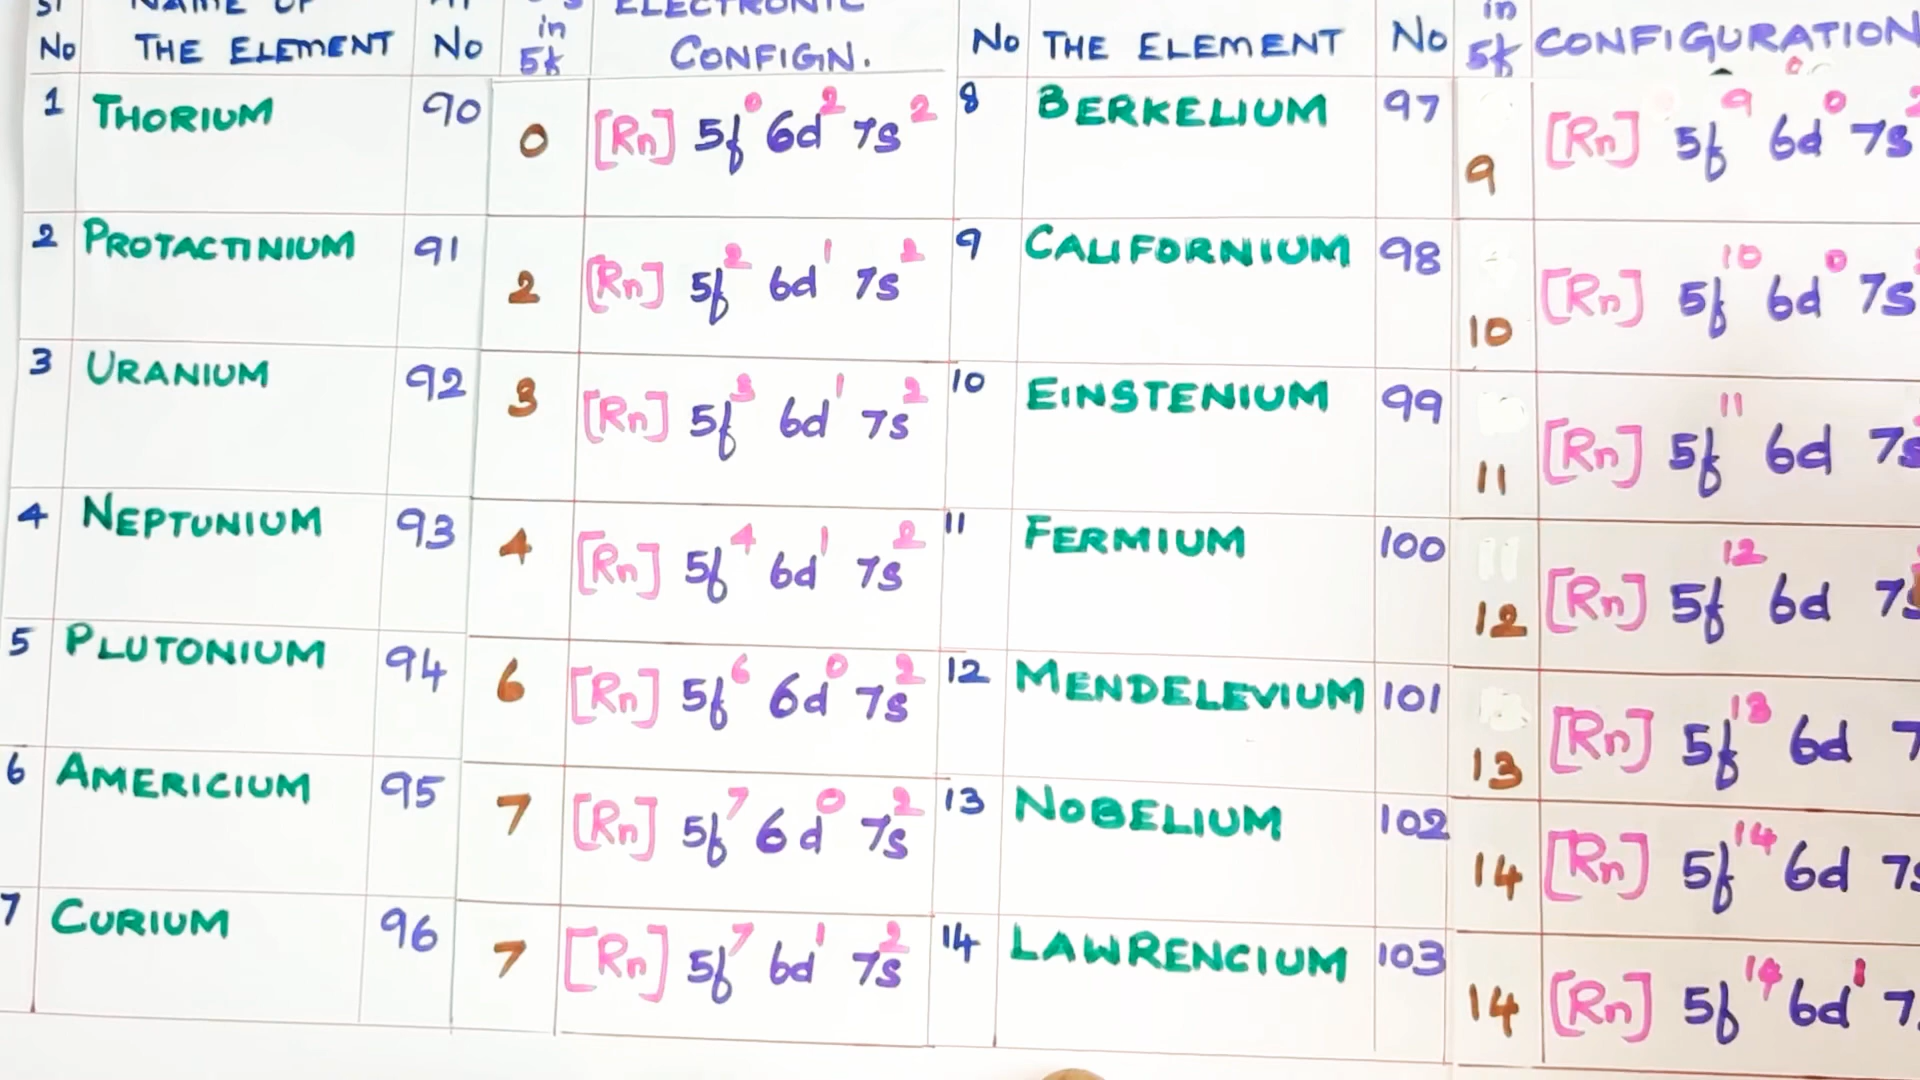 No THE ELEMENT No in 5f CONFIGN. No THE ELEMENT No in 5f CONFIGURATION
1 THORIUM 90 0 [Rn] 5f⁰ 6d² 7s² 8 BERKELIUM 97 9 [Rn] 5f⁹ 6d⁰ 7s
2 PROTACTINIUM 91 2 [Rn] 5f² 6d¹ 7s² 9 CALIFORNIUM 98 10 [Rn] 5f¹⁰ 6d⁰ 7s
3 URANIUM 92 3 [Rn] 5f³ 6d¹ 7s² 10 EINSTENIUM 99 11 [Rn] 5f¹¹ 6d 7s
4 NEPTUNIUM 93 4 [Rn] 5f⁴ 6d¹ 7s² 11 FERMIUM 100 12 [Rn] 5f¹² 6d 7s
5 PLUTONIUM 94 6 [Rn] 5f⁶ 6d⁰ 7s² 12 MENDELEVIUM 101 13 [Rn] 5f¹³ 6d 7
6 AMERICIUM 95 7 [Rn] 5f⁷ 6d⁰ 7s² 13 NOBELIUM 102 14 [Rn] 5f¹⁴ 6d 7s
7 CURIUM 96 7 [Rn] 5f⁷ 6d¹ 7s² 14 LAWRENCIUM 103 14 [Rn] 5f¹⁴ 6d¹ 7